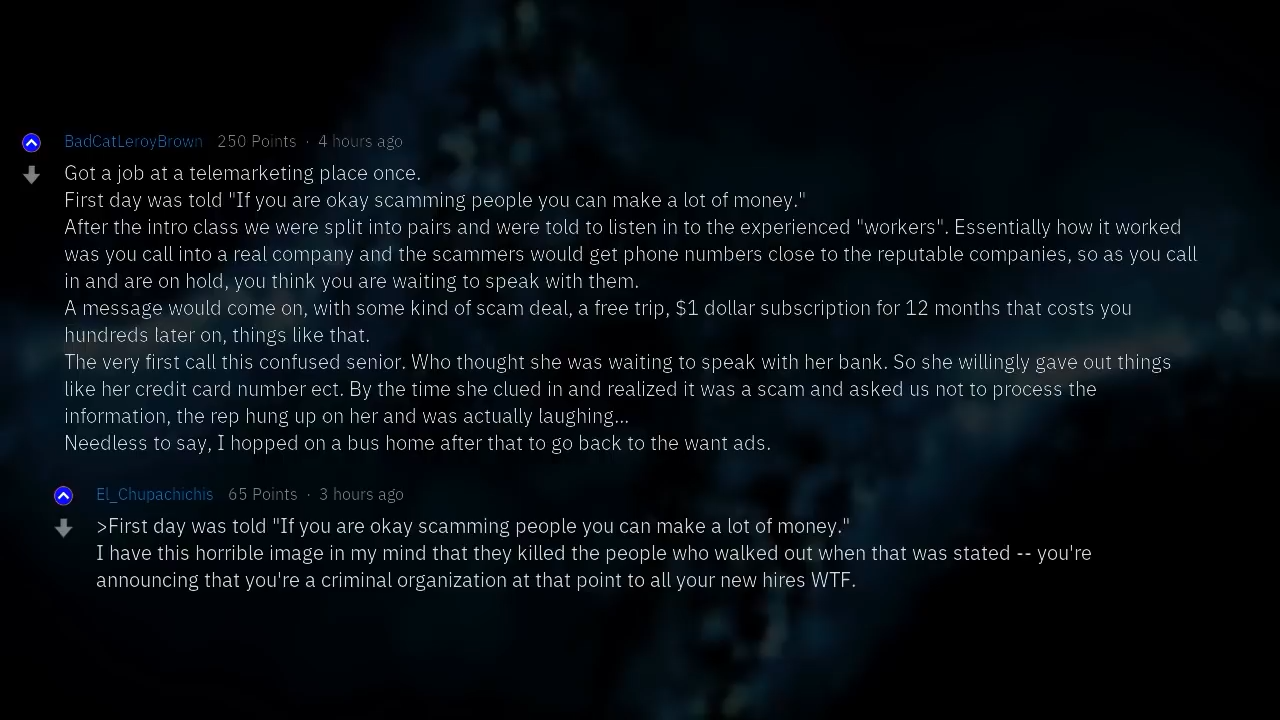 BadCatLeroyBrown 250 Points · 4 hours ago
Got a job at a telemarketing place once.
First day was told "If you are okay scamming people you can make a lot of money."
After the intro class we were split into pairs and were told to listen in to the experienced "workers". Essentially how it worked
was you call into a real company and the scammers would get phone numbers close to the reputable companies, so as you call
in and are on hold, you think you are waiting to speak with them.
A message would come on, with some kind of scam deal, a free trip, $1 dollar subscription for 12 months that costs you
hundreds later on, things like that.
The very first call this confused senior. Who thought she was waiting to speak with her bank. So she willingly gave out things
like her credit card number ect. By the time she clued in and realized it was a scam and asked us not to process the
information, the rep hung up on her and was actually laughing...
Needless to say, I hopped on a bus home after that to go back to the want ads.
El_Chupachichis 65 Points · 3 hours ago
>First day was told "If you are okay scamming people you can make a lot of money."
I have this horrible image in my mind that they killed the people who walked out when that was stated -- you're
announcing that you're a criminal organization at that point to all your new hires WTF.